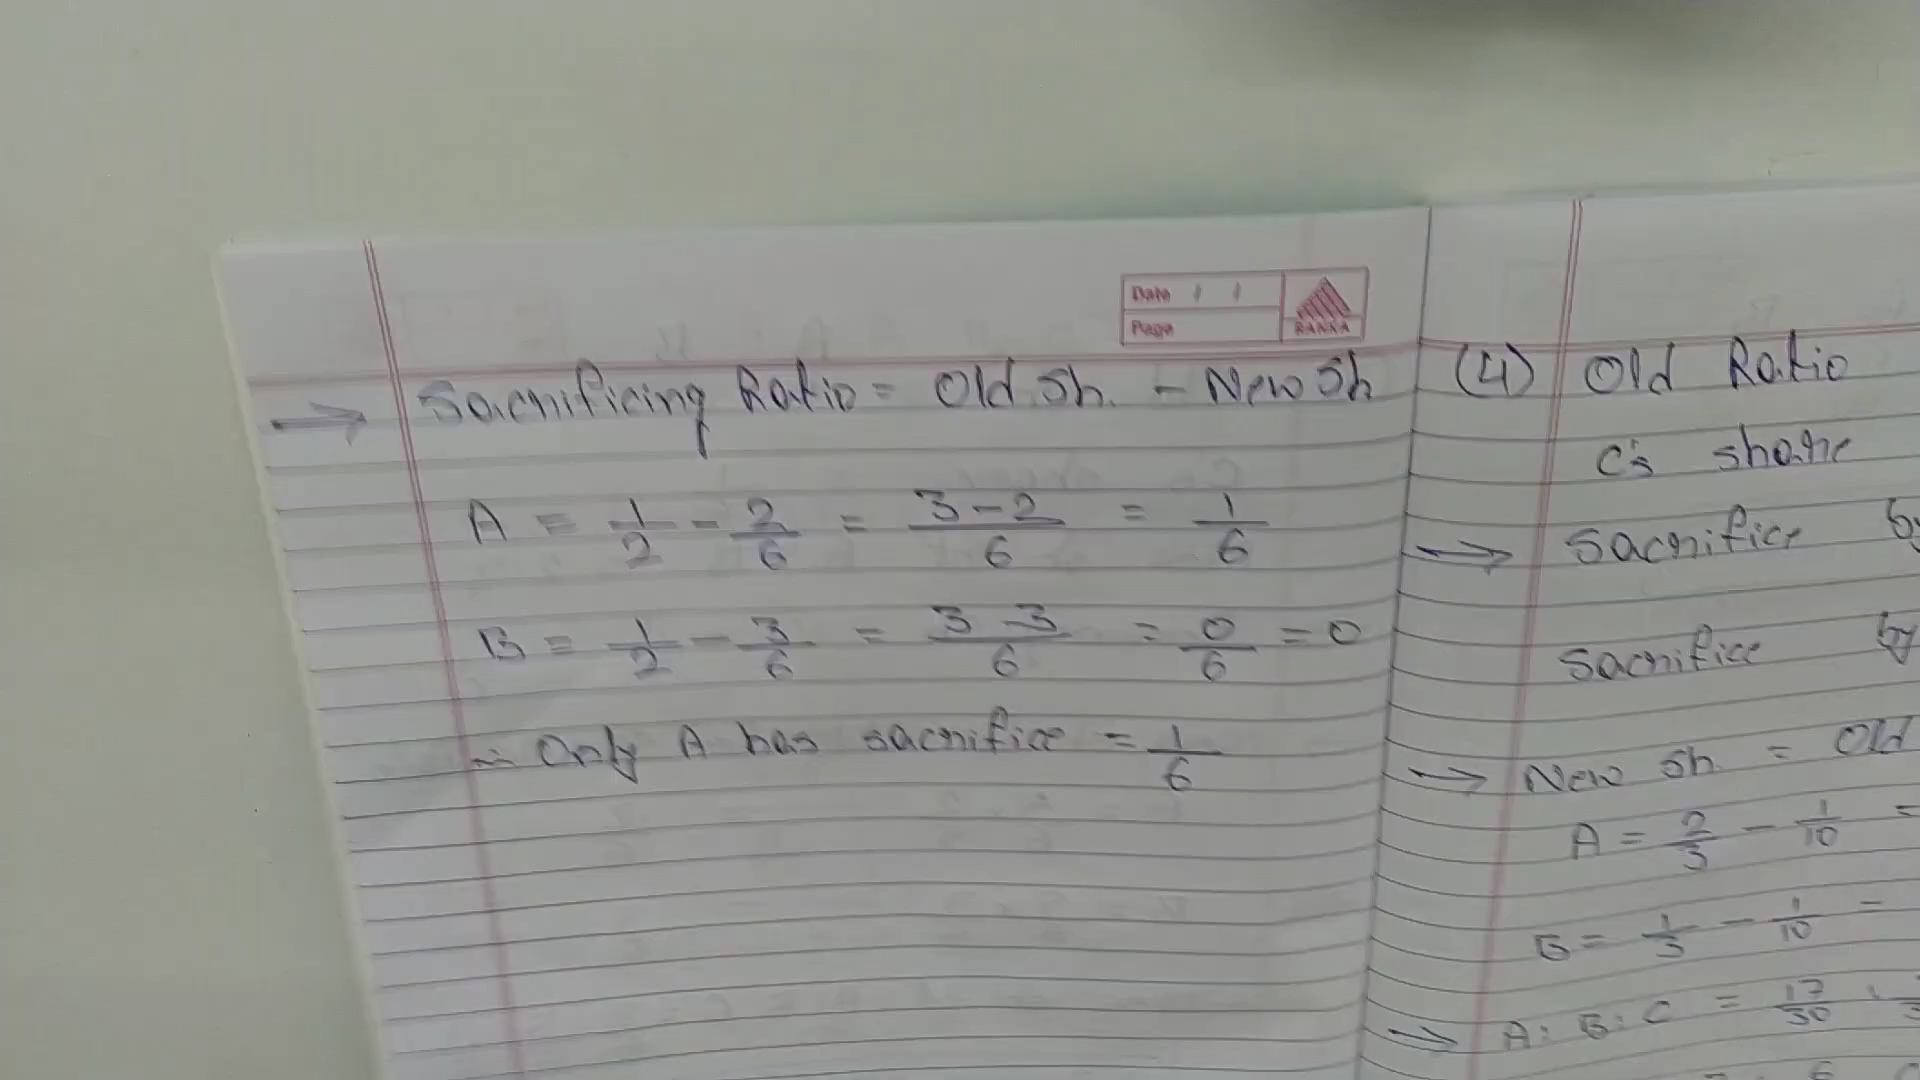 Date
Page
RANKA
→ Sacrificing Ratio = Old Sh. - New Sh
A = 1/2 - 2/6 = 3-2/6 = 1/6
B = 1/2 - 3/6 = 3-3/6 = 0/6 = 0
∴ Only A has sacrifice = 1/6
(4) Old Ratio
C's share
→ Sacrifice by
Sacrifice by
→ New Sh = Old
A = 2/3 - 1/10 =
B = 1/3 - 1/10 =
→ A : B : C = 17/30 :